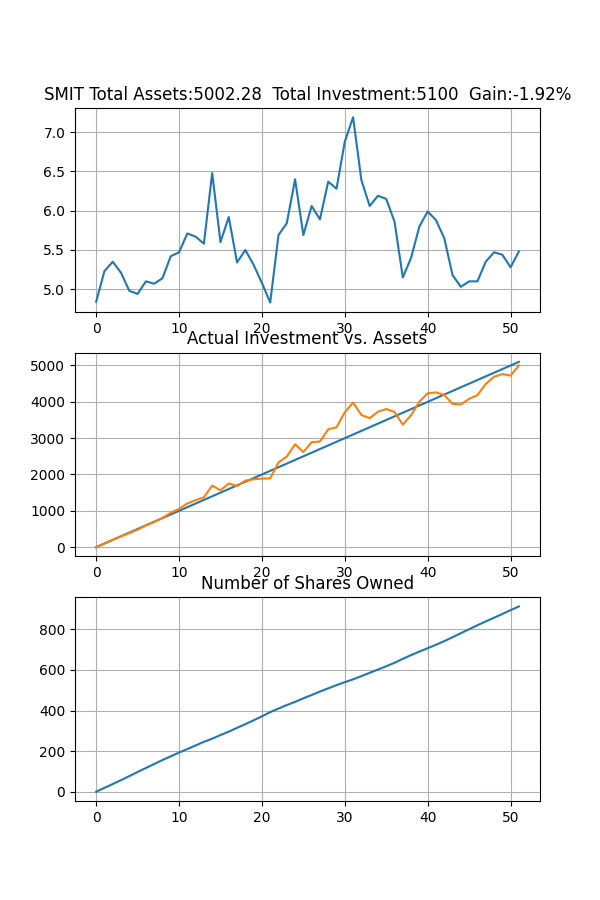 SMIT Total Assets:5002.28  Total Investment:5100  Gain:-1.92%
7.0
6.5
6.0
5.5
5.0
0 10 20 30 40 50
Actual Investment vs. Assets
5000
4000
3000
2000
1000
0
0 10 20 30 40 50
Number of Shares Owned
800
600
400
200
0
0 10 20 30 40 50